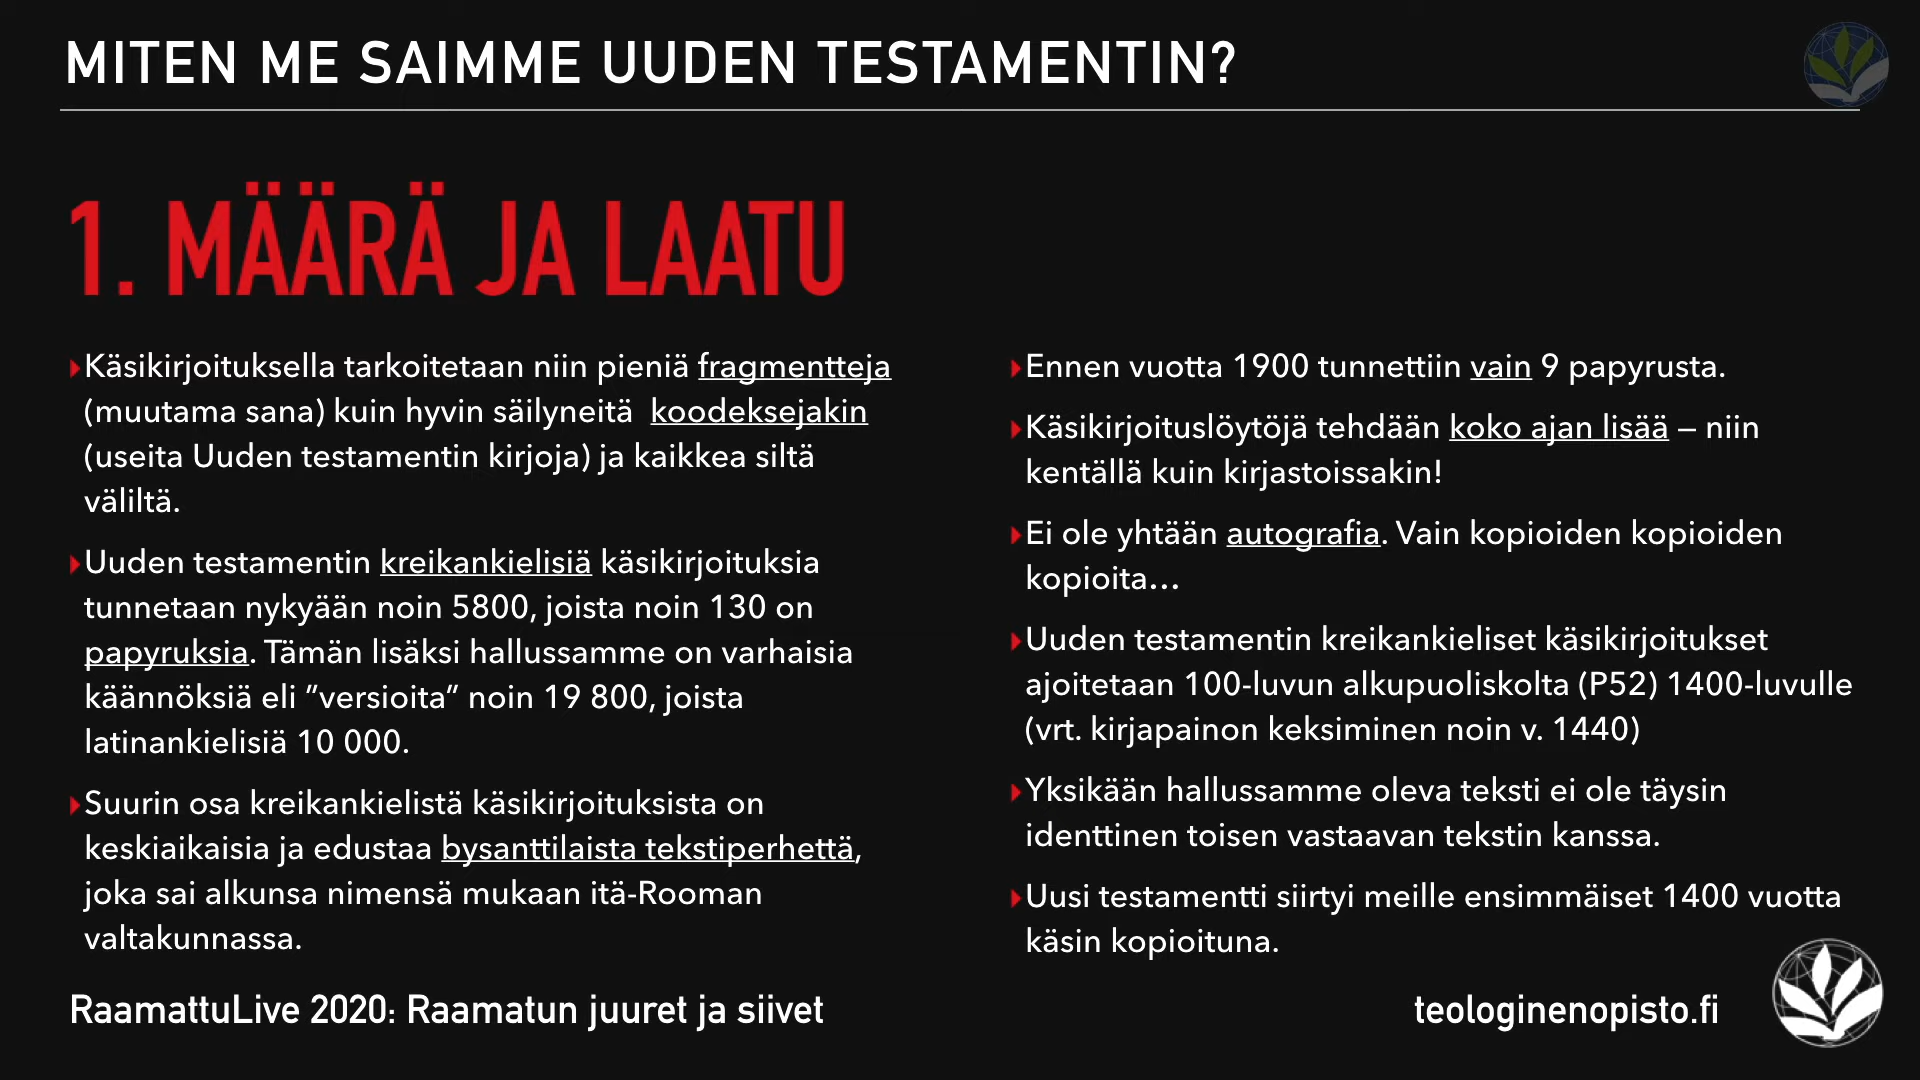 MITEN ME SAIMME UUDEN TESTAMENTIN?
1. MÄÄRÄ JA LAATU
Käsikirjoituksella tarkoitetaan niin pieniä fragmentteja
(muutama sana) kuin hyvin säilyneitä koodeksejakin
(useita Uuden testamentin kirjoja) ja kaikkea siltä
väliltä.
Uuden testamentin kreikankielisiä käsikirjoituksia
tunnetaan nykyään noin 5800, joista noin 130 on
papyruksia. Tämän lisäksi hallussamme on varhaisia
käännöksiä eli ”versioita” noin 19 800, joista
latinankielisiä 10 000.
Suurin osa kreikankielistä käsikirjoituksista on
keskiaikaisia ja edustaa bysanttilaista tekstiperhettä,
joka sai alkunsa nimensä mukaan itä-Rooman
valtakunnassa.
Ennen vuotta 1900 tunnettiin vain 9 papyrusta.
Käsikirjoituslöytöjä tehdään koko ajan lisää – niin
kentällä kuin kirjastoissakin!
Ei ole yhtään autografia. Vain kopioiden kopioiden
kopioita…
Uuden testamentin kreikankieliset käsikirjoitukset
ajoitetaan 100-luvun alkupuoliskolta (P52) 1400-luvulle
(vrt. kirjapainon keksiminen noin v. 1440)
Yksikään hallussamme oleva teksti ei ole täysin
identtinen toisen vastaavan tekstin kanssa.
Uusi testamentti siirtyi meille ensimmäiset 1400 vuotta
käsin kopioituna.
RaamattuLive 2020: Raamatun juuret ja siivet
teologinenopisto.fi